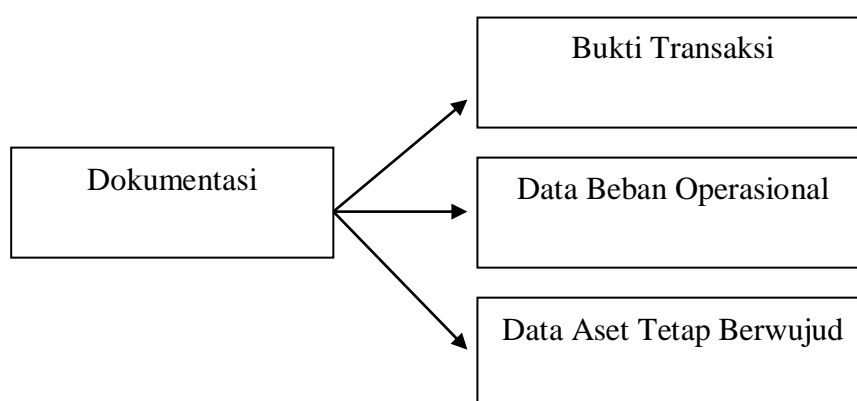 Bukti Transaksi
Dokumentasi
Data Beban Operasional
Data Aset Tetap Berwujud